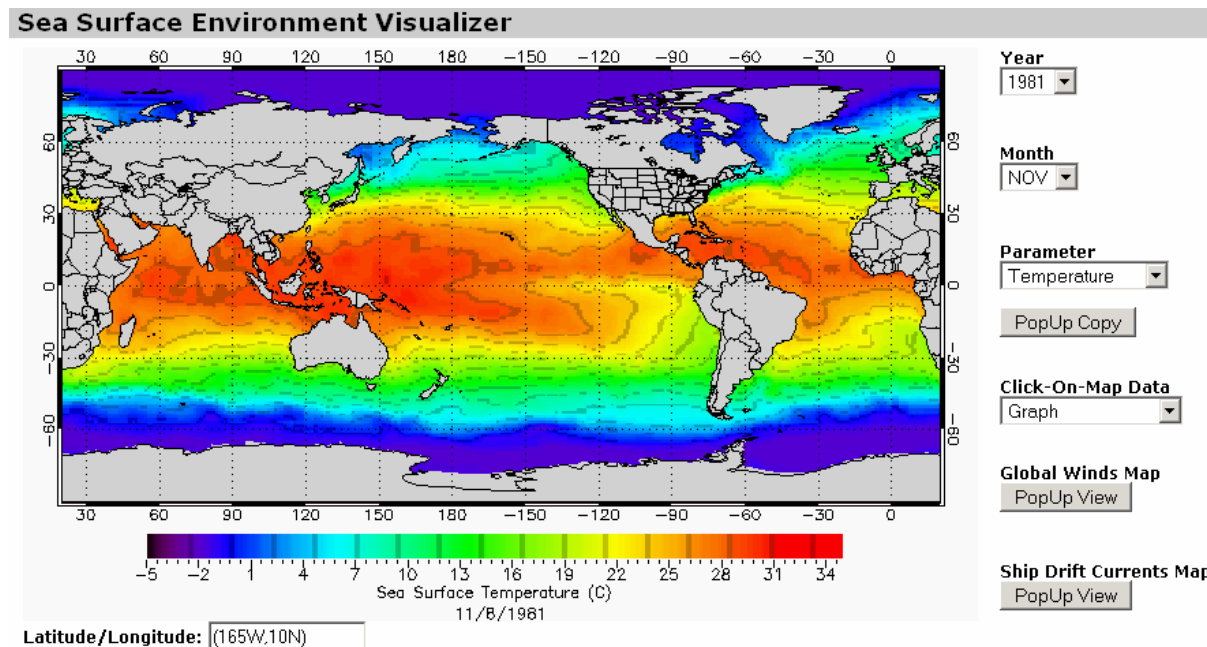 Sea Surface Environment Visualizer
30 60 90 120 150 180 -150 -120 -90 -60 -30 0
Year
1981
60 60
Month
NOV
30 30
Parameter
Temperature
0 0
PopUp Copy
-30 -30
Click-On-Map Data
Graph
-60 -60
Global Winds Map
PopUp View
30 60 90 120 150 180 -150 -120 -90 -60 -30 0
-5 -2 1 4 7 10 13 16 19 22 25 28 31 34
Sea Surface Temperature (C)
11/8/1981
Ship Drift Currents Map
PopUp View
Latitude/Longitude: (165W,10N)